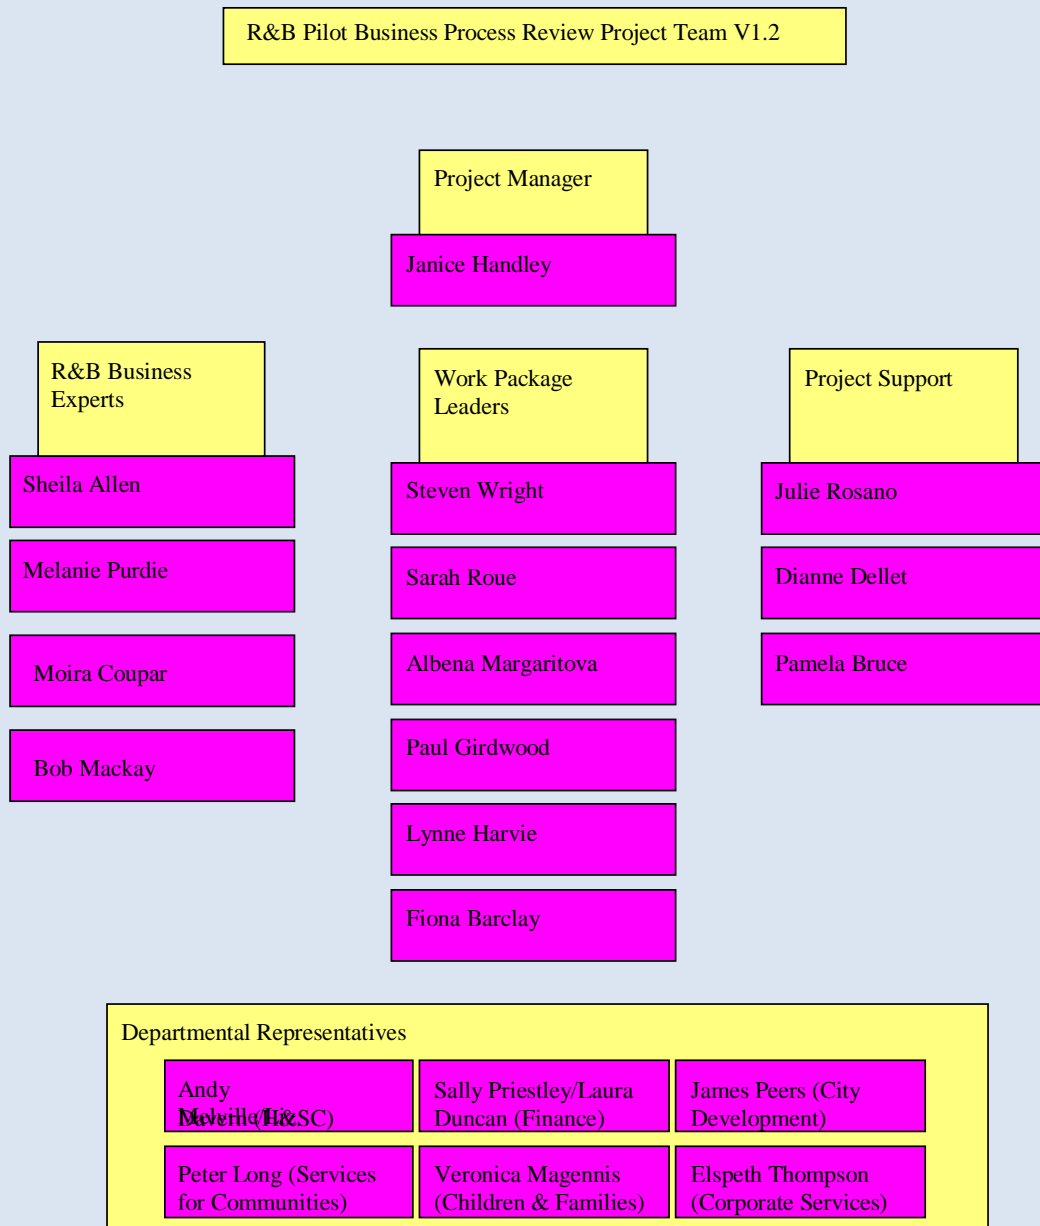 R&B Pilot Business Process Review Project Team V1.2
Project Manager
Janice Handley
R&B Business
Experts
Sheila Allen
Melanie Purdie
Moira Coupar
Bob Mackay
Work Package
Leaders
Steven Wright
Sarah Roue
Albena Margaritova
Paul Girdwood
Lynne Harvie
Fiona Barclay
Project Support
Julie Rosano
Dianne Dellet
Pamela Bruce
Departmental Representatives
Andy
(H&SC)
Sally Priestley/Laura
Duncan (Finance)
James Peers (City
Development)
Peter Long (Services
for Communities)
Veronica Magennis
(Children & Families)
Elspeth Thompson
(Corporate Services)